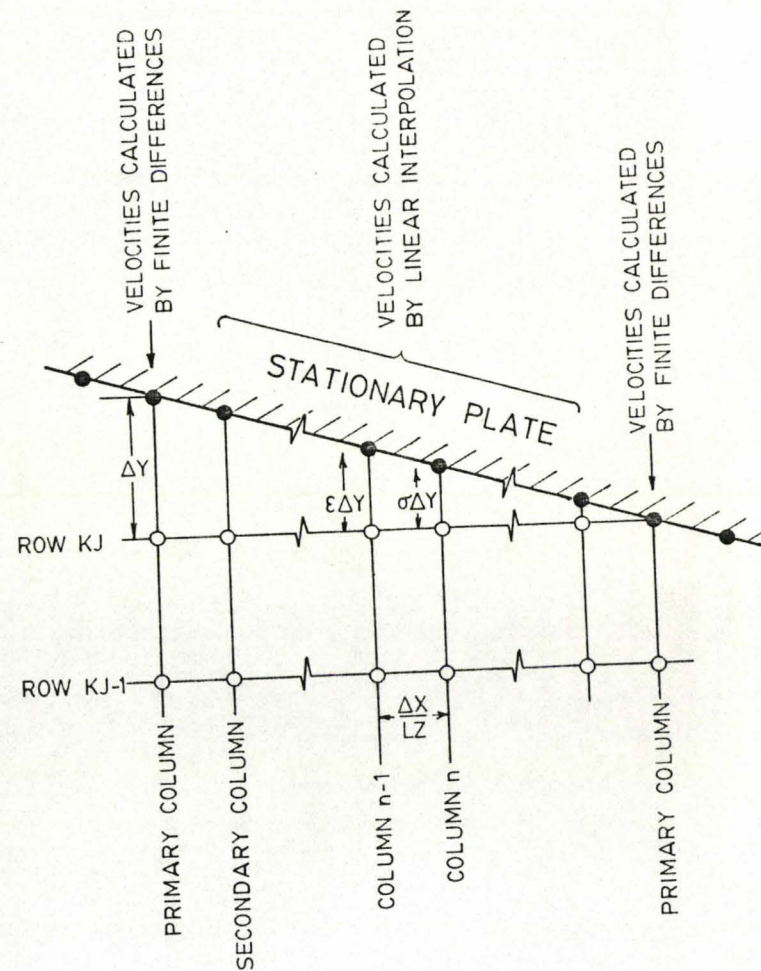 VELOCITIES CALCULATED
BY FINITE DIFFERENCES
VELOCITIES CALCULATED
BY LINEAR INTERPOLATION
VELOCITIES CALCULATED
BY FINITE DIFFERENCES
STATIONARY PLATE
ΔY
εΔY
σΔY
ROW KJ
ROW KJ-1
ΔX
LZ
PRIMARY COLUMN
SECONDARY COLUMN
COLUMN n-1
COLUMN n
PRIMARY COLUMN